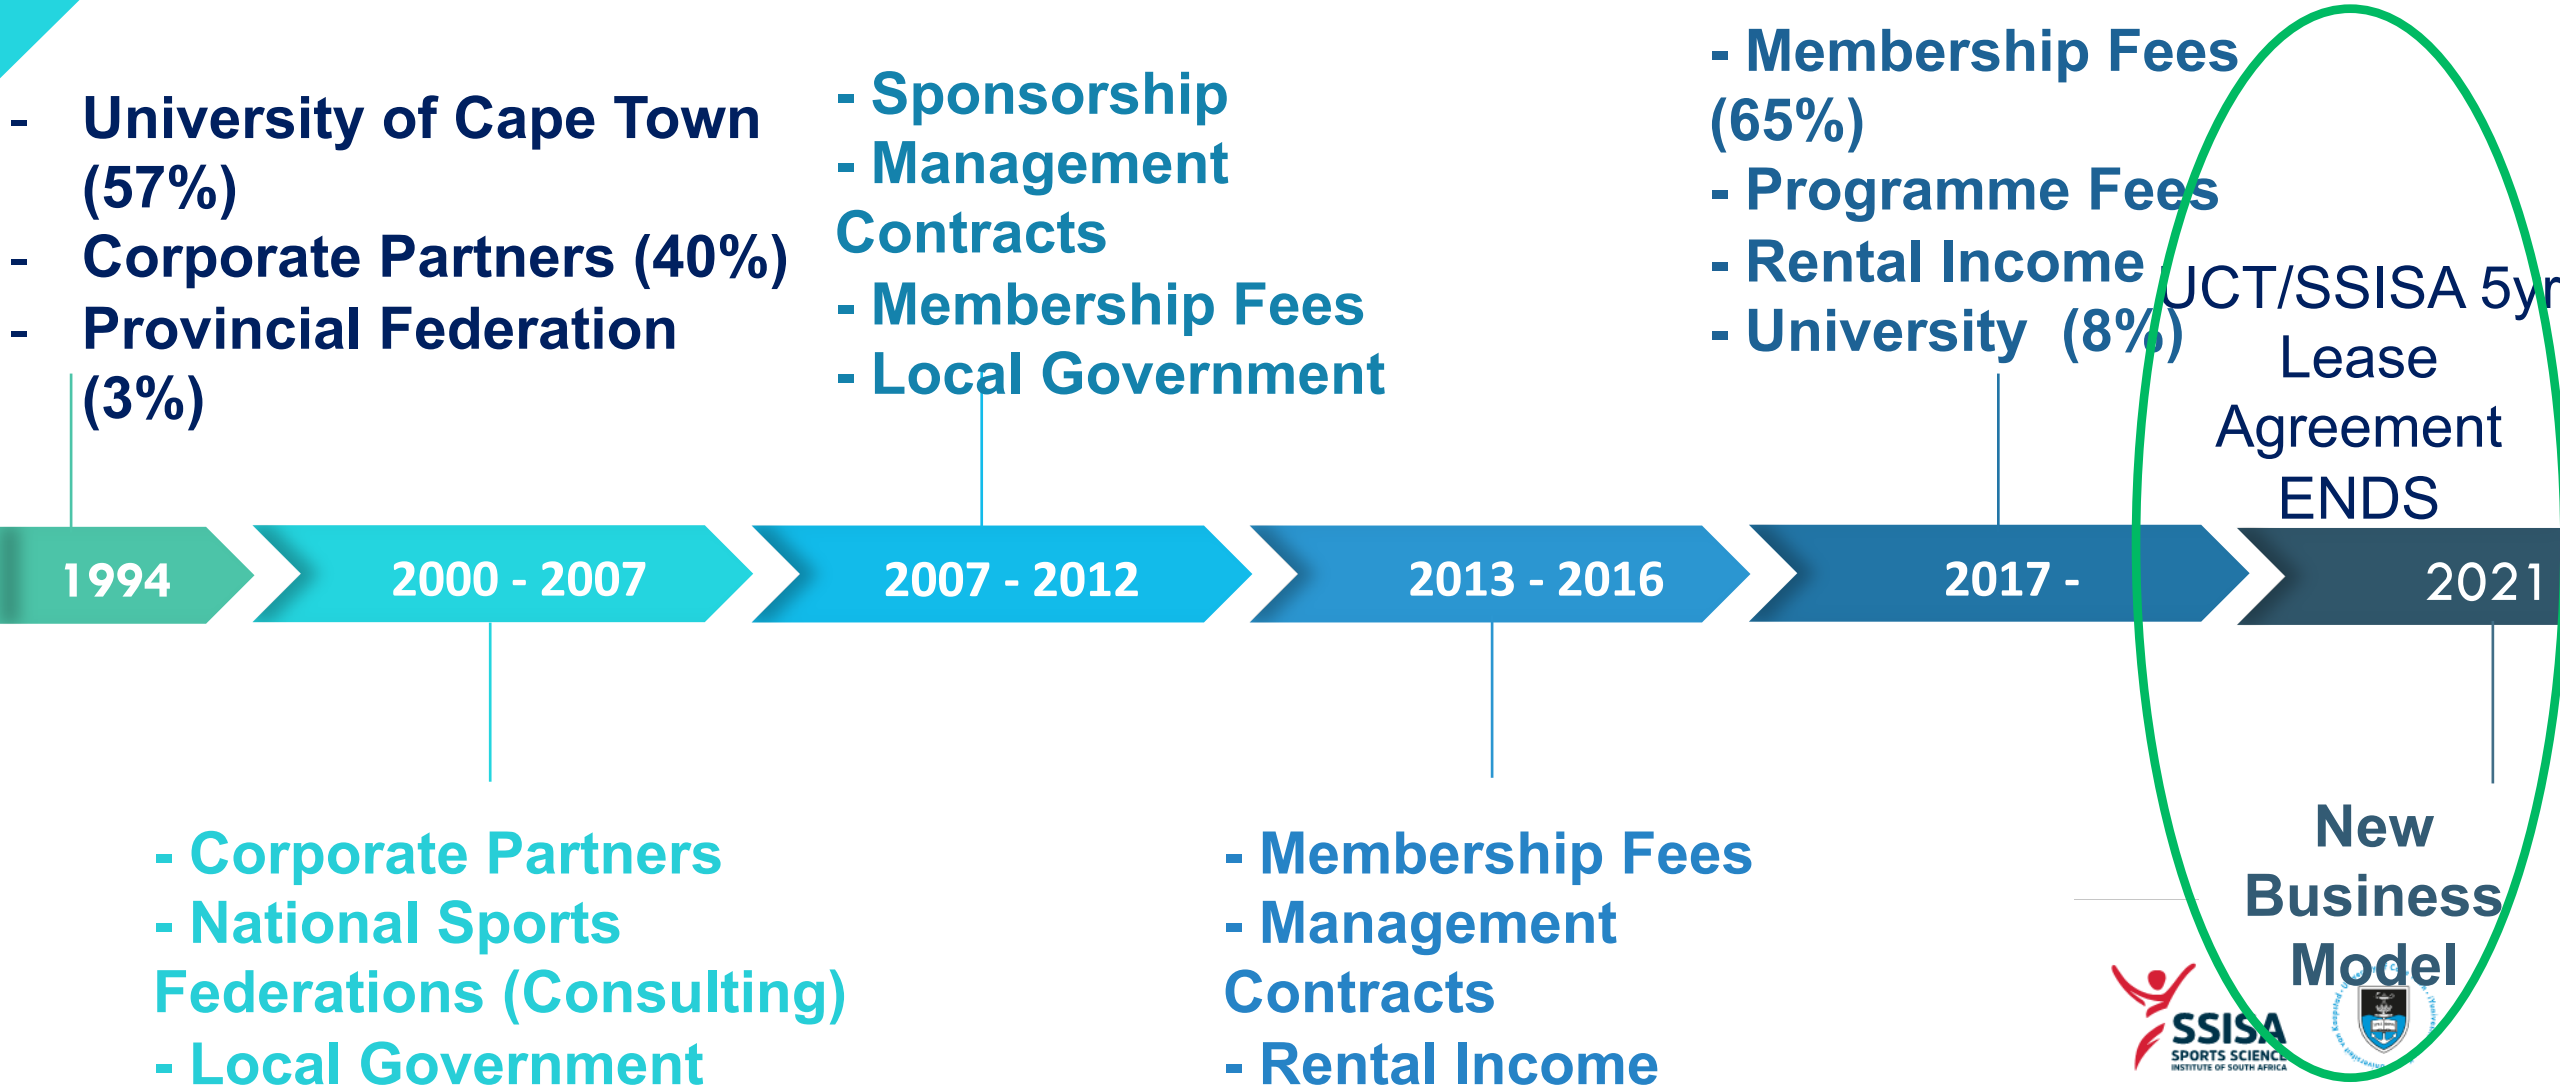 - University of Cape Town
(57%)
- Corporate Partners (40%)
- Provincial Federation
(3%)
- Sponsorship
- Management
Contracts
- Membership Fees
- Local Government
- Membership Fees
(65%)
- Programme Fees
- Rental Income
- University (8%)
UCT/SSISA 5yr
Lease
Agreement
ENDS
1994
2000 - 2007
2007 - 2012
2013 - 2016
2017 -
2021
- Corporate Partners
- National Sports
Federations (Consulting)
- Local Government
- Membership Fees
- Management
Contracts
- Rental Income
New
Business
Model
SSISA
SPORTS SCIENCE
INSTITUTE OF SOUTH AFRICA